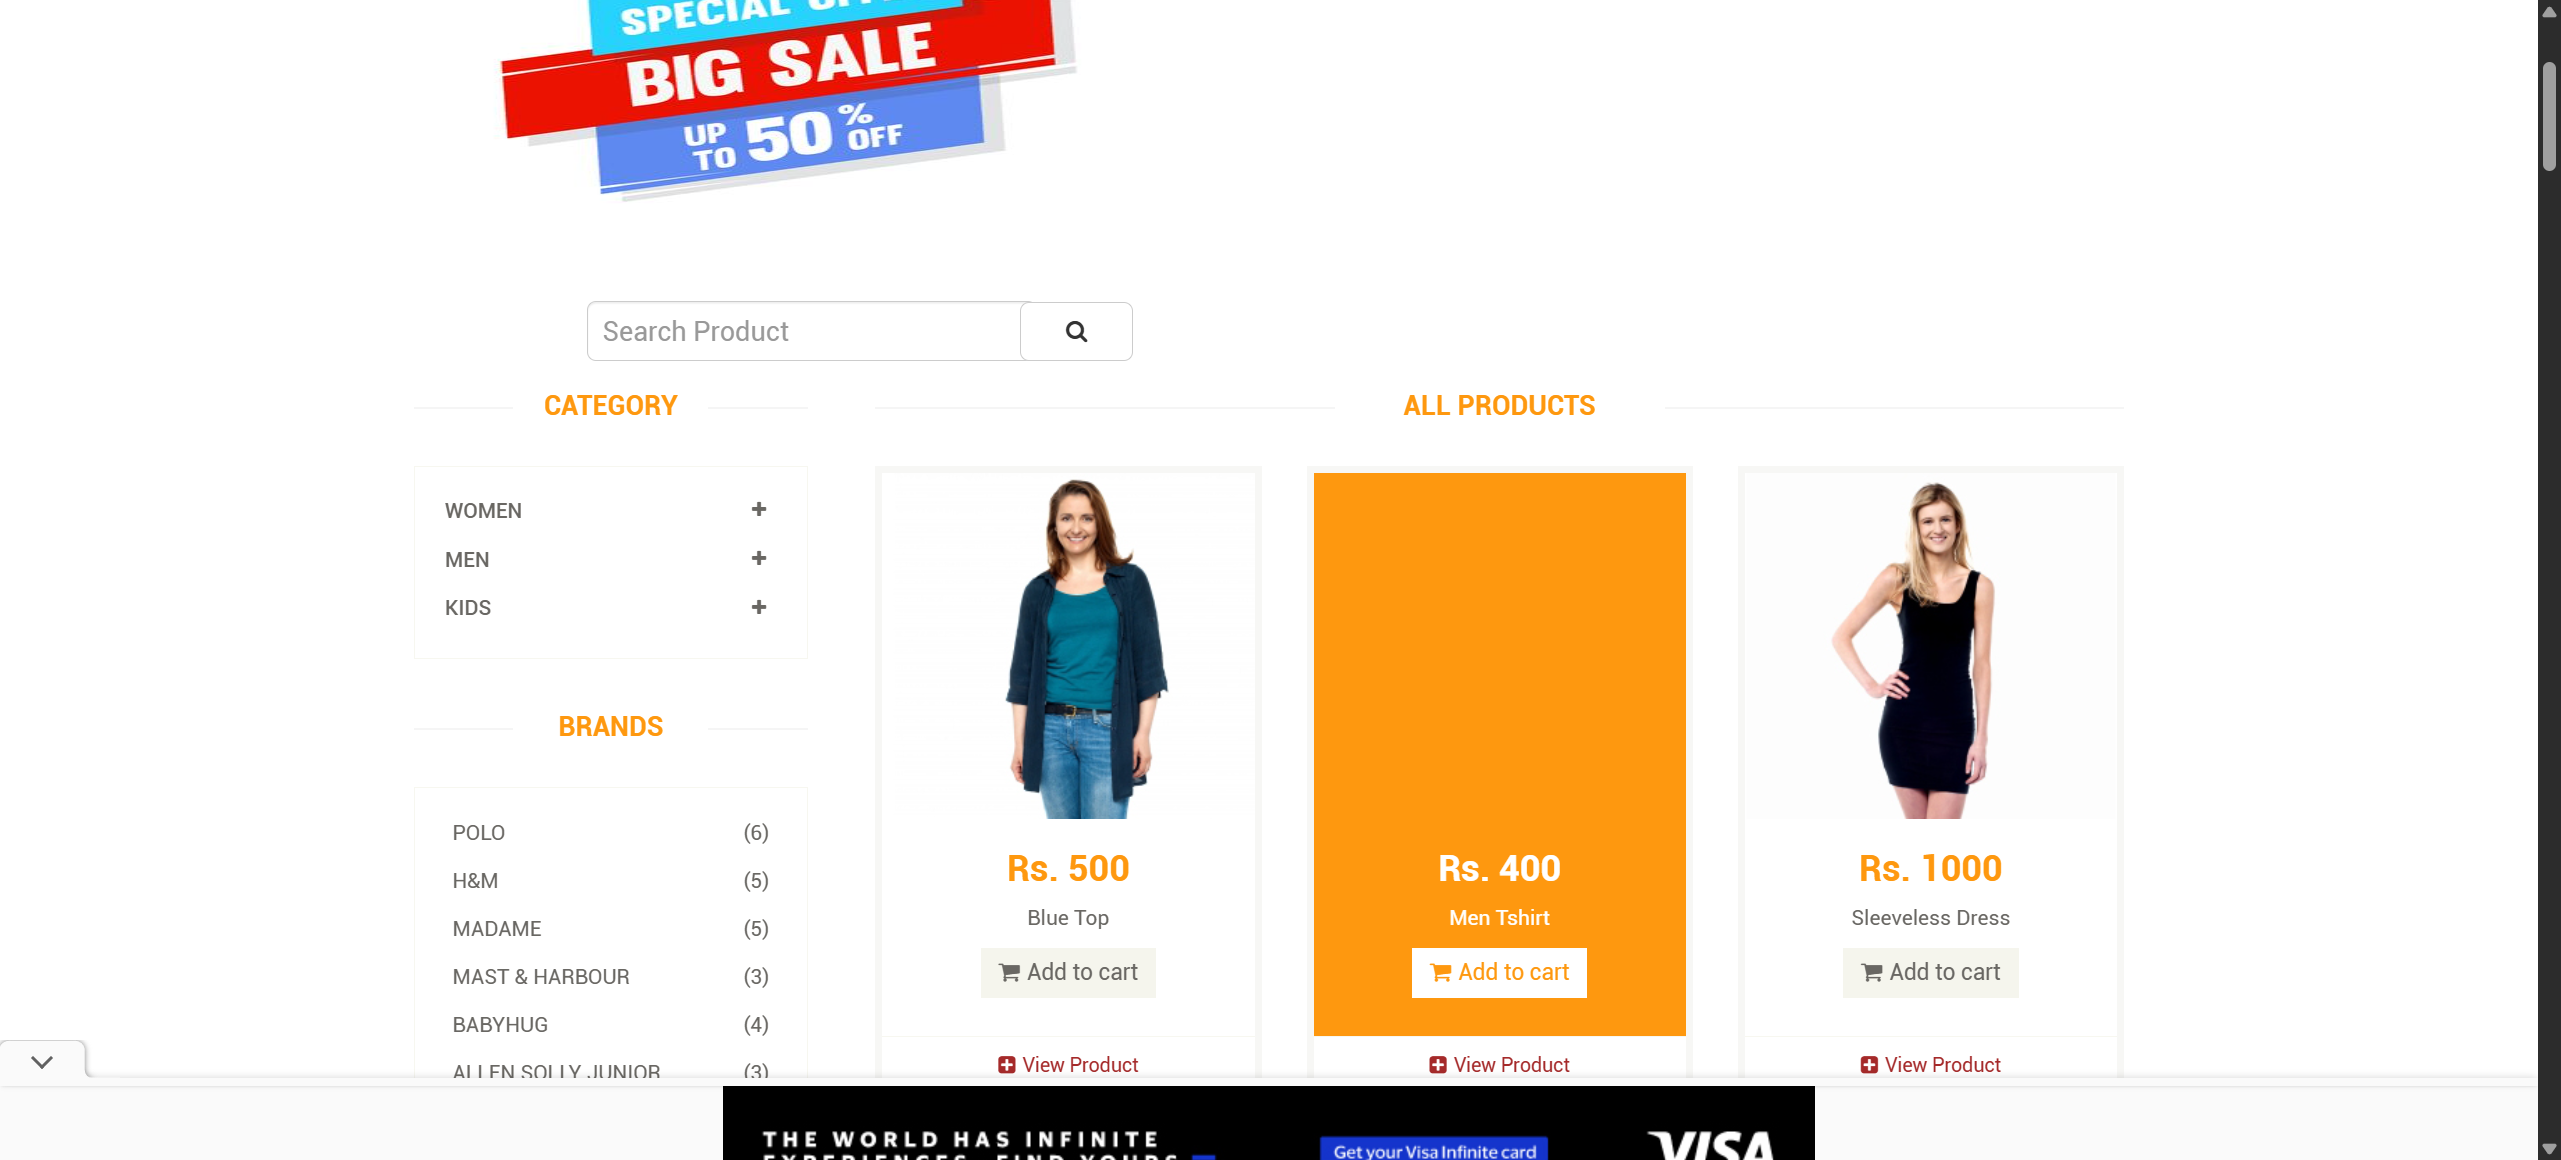 SPECIAL
BIG SALE
UP TO 50% OFF
Search Product
CATEGORY
ALL PRODUCTS
WOMEN
MEN
KIDS
BRANDS
POLO (6)
H&M (5)
MADAME (5)
MAST & HARBOUR (3)
BABYHUG (4)
ALLEN SOLLY JUNIOR (3)
Rs. 500
Blue Top
Add to cart
View Product
Rs. 400
Men Tshirt
Add to cart
View Product
Rs. 1000
Sleeveless Dress
Add to cart
View Product
THE WORLD HAS INFINITE
EXPERIENCES. FIND YOURS
Get your Visa Infinite card
VISA